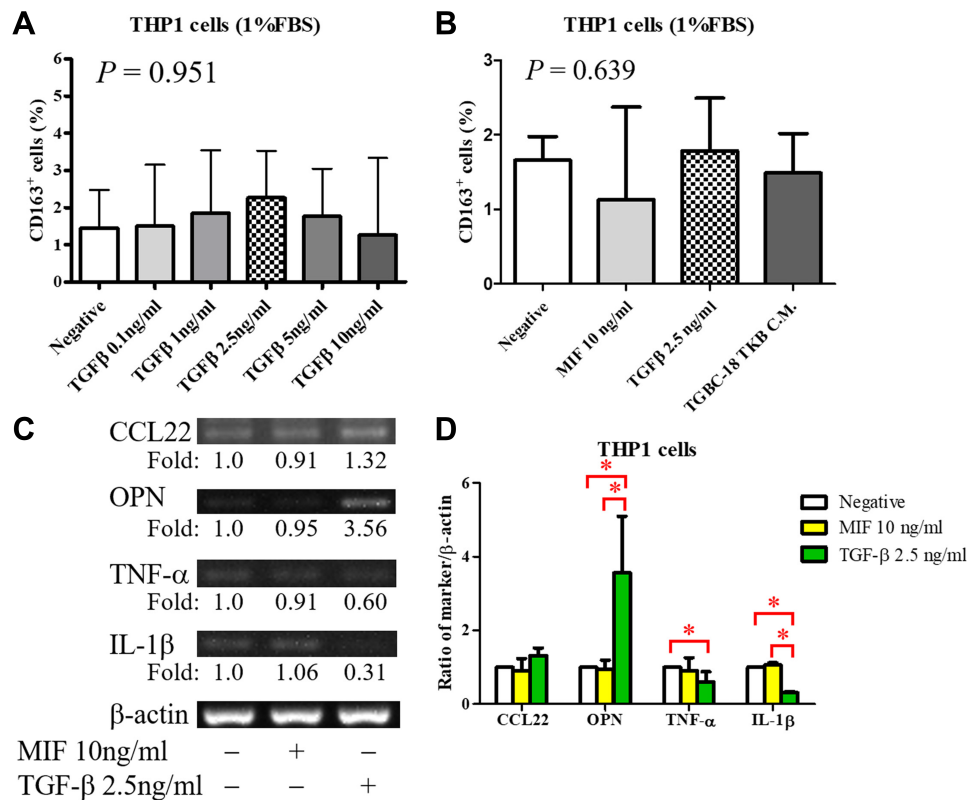 A
THP1 cells (1%FBS)
P = 0.951
CD163+ cells (%)
6
5
4
3
2
1
0
Negative
TGFβ 0.1ng/ml
TGFβ 1ng/ml
TGFβ 2.5ng/ml
TGFβ 5ng/ml
TGFβ 10ng/ml
B
THP1 cells (1%FBS)
P = 0.639
CD163+ cells (%)
3
2
1
0
Negative
MIF 10 ng/ml
TGFβ 2.5 ng/ml
TGBC-18 TKB C.M.
C
CCL22
Fold: 1.0 0.91 1.32
OPN
Fold: 1.0 0.95 3.56
TNF-α
Fold: 1.0 0.91 0.60
IL-1β
Fold: 1.0 1.06 0.31
β-actin
MIF 10ng/ml − + −
TGF-β 2.5ng/ml − − +
D
THP1 cells
Ratio of marker/β-actin
6
4
2
0
* 
*
*
*
*
CCL22 OPN TNF-α IL-1β
Negative
MIF 10 ng/ml
TGF-β 2.5 ng/ml